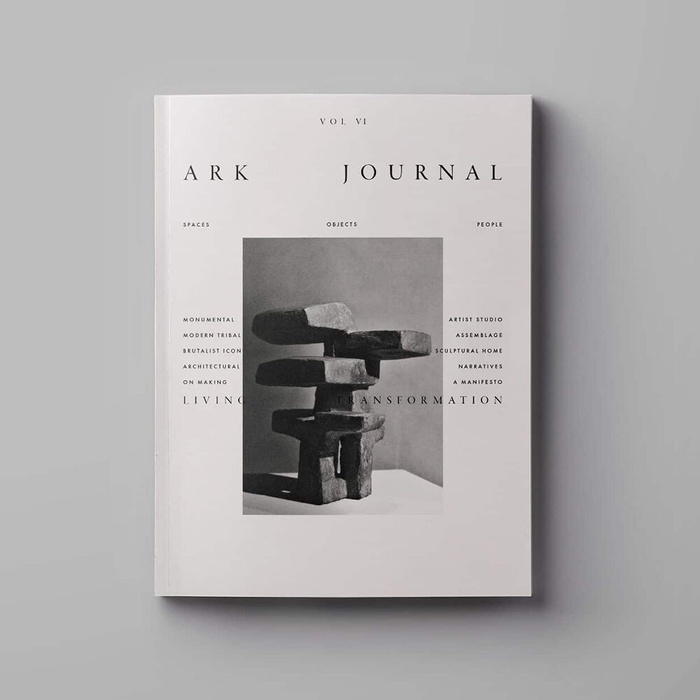 VOL VI
ARK JOURNAL
SPACES OBJECTS PEOPLE
MONUMENTAL ARTIST STUDIO
MODERN TRIBAL ASSEMBLAGE
BRUTALIST ICON SCULPTURAL HOME
ARCHITECTURAL NARRATIVES
ON MAKING A MANIFESTO
LIVING TRANSFORMATION